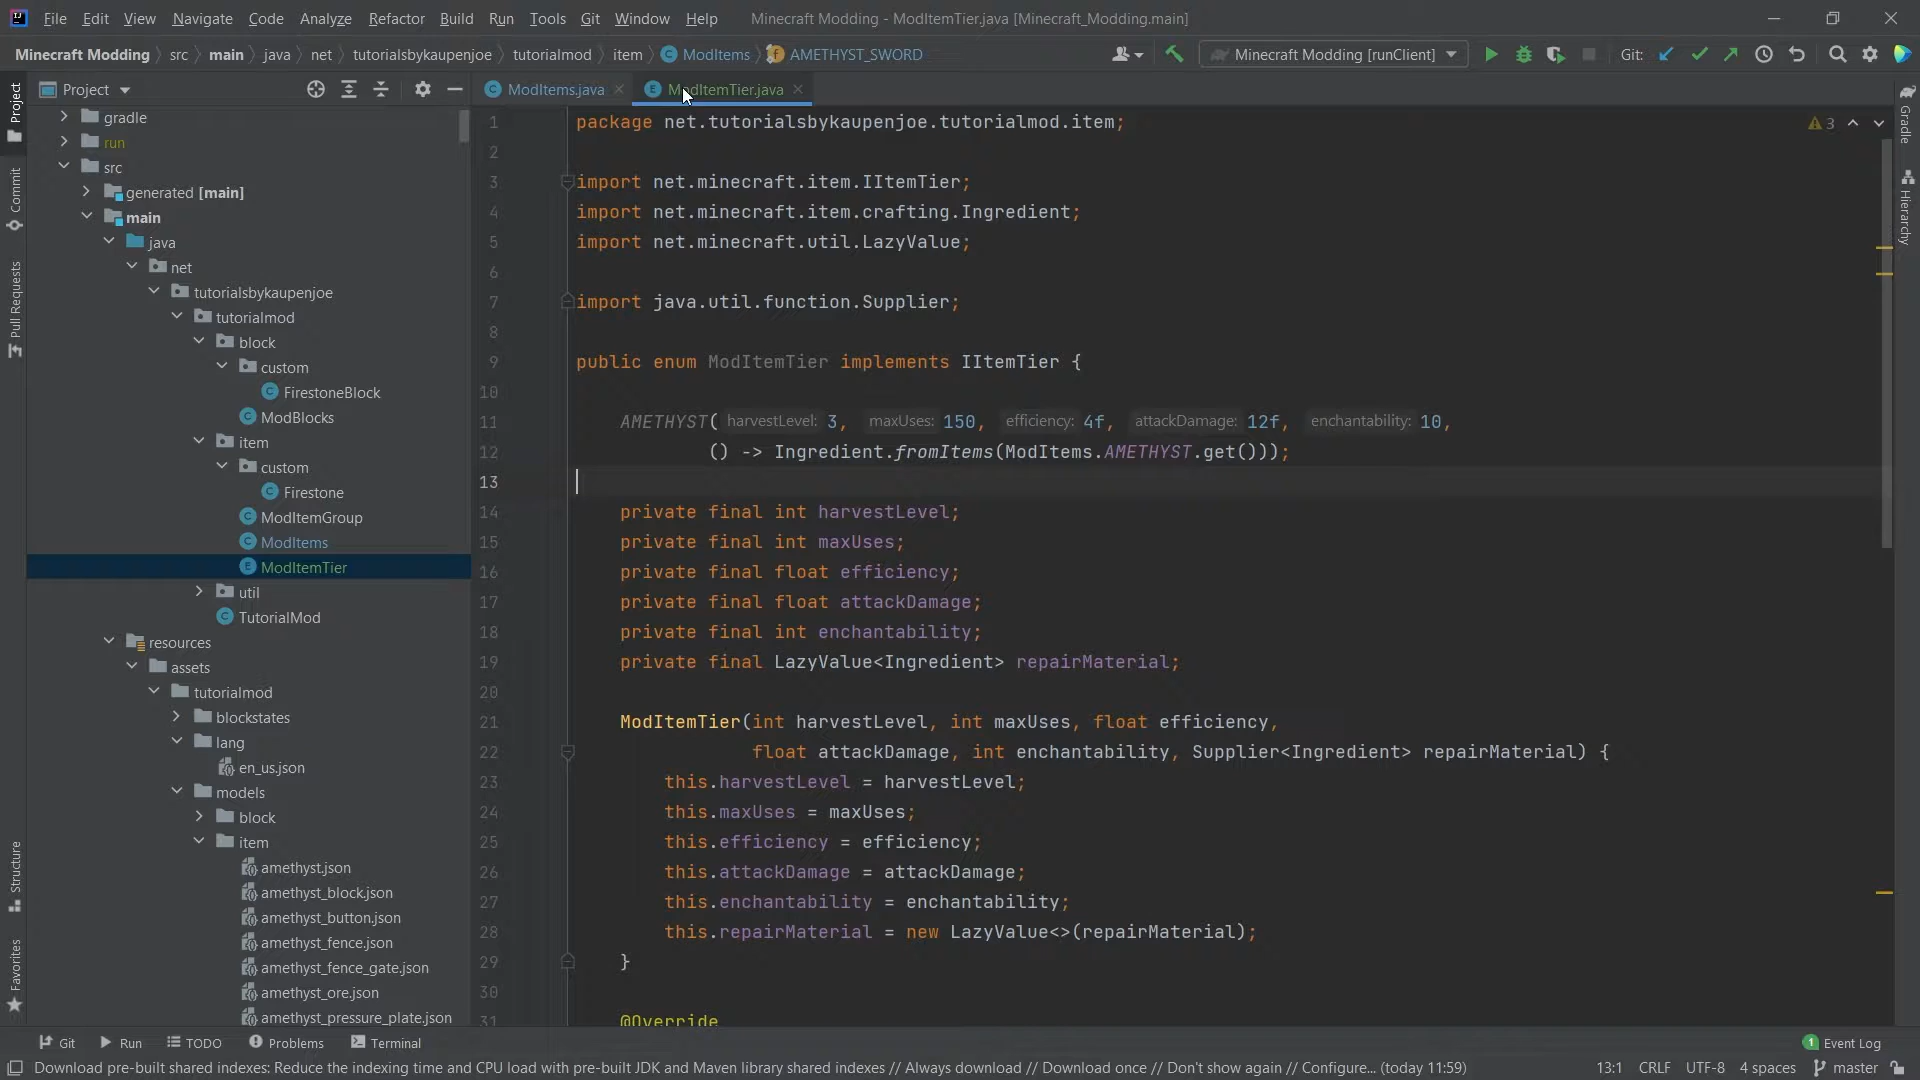 File Edit View Navigate Code Analyze Refactor Build Run Tools Git Window Help Minecraft Modding - ModItemTier.java [Minecraft_Modding.main]
Minecraft Modding src main java net tutorialsbykaupenjoe tutorialmod item ModItems AMETHYST_SWORD Minecraft Modding [runClient] Git:
Project
ModItems.java ModItemTier.java
Project
Commit
Pull Requests
Structure
Favorites
gradle
run
src
generated [main]
main
java
net
tutorialsbykaupenjoe
tutorialmod
block
custom
FirestoneBlock
ModBlocks
item
custom
Firestone
ModItemGroup
ModItems
ModItemTier
util
TutorialMod
resources
assets
tutorialmod
blockstates
lang
en_us.json
models
block
item
amethyst.json
amethyst_block.json
amethyst_button.json
amethyst_fence.json
amethyst_fence_gate.json
amethyst_ore.json
amethyst_pressure_plate.json
1 package net.tutorialsbykaupenjoe.tutorialmod.item;
2
3 import net.minecraft.item.IItemTier;
4 import net.minecraft.item.crafting.Ingredient;
5 import net.minecraft.util.LazyValue;
6
7 import java.util.function.Supplier;
8
9 public enum ModItemTier implements IItemTier {
10
11 AMETHYST( harvestLevel: 3, maxUses: 150, efficiency: 4f, attackDamage: 12f, enchantability: 10,
12 () -> Ingredient.fromItems(ModItems.AMETHYST.get()));
13
14 private final int harvestLevel;
15 private final int maxUses;
16 private final float efficiency;
17 private final float attackDamage;
18 private final int enchantability;
19 private final LazyValue<Ingredient> repairMaterial;
20
21 ModItemTier(int harvestLevel, int maxUses, float efficiency,
22 float attackDamage, int enchantability, Supplier<Ingredient> repairMaterial) {
23 this.harvestLevel = harvestLevel;
24 this.maxUses = maxUses;
25 this.efficiency = efficiency;
26 this.attackDamage = attackDamage;
27 this.enchantability = enchantability;
28 this.repairMaterial = new LazyValue<>(repairMaterial);
29 }
30
31 @Override
3
Gradle
Hierarchy
Git Run TODO Problems Terminal 1 Event Log
Download pre-built shared indexes: Reduce the indexing time and CPU load with pre-built JDK and Maven library shared indexes // Always download // Download once // Don't show again // Configure... (today 11:59) 13:1 CRLF UTF-8 4 spaces master